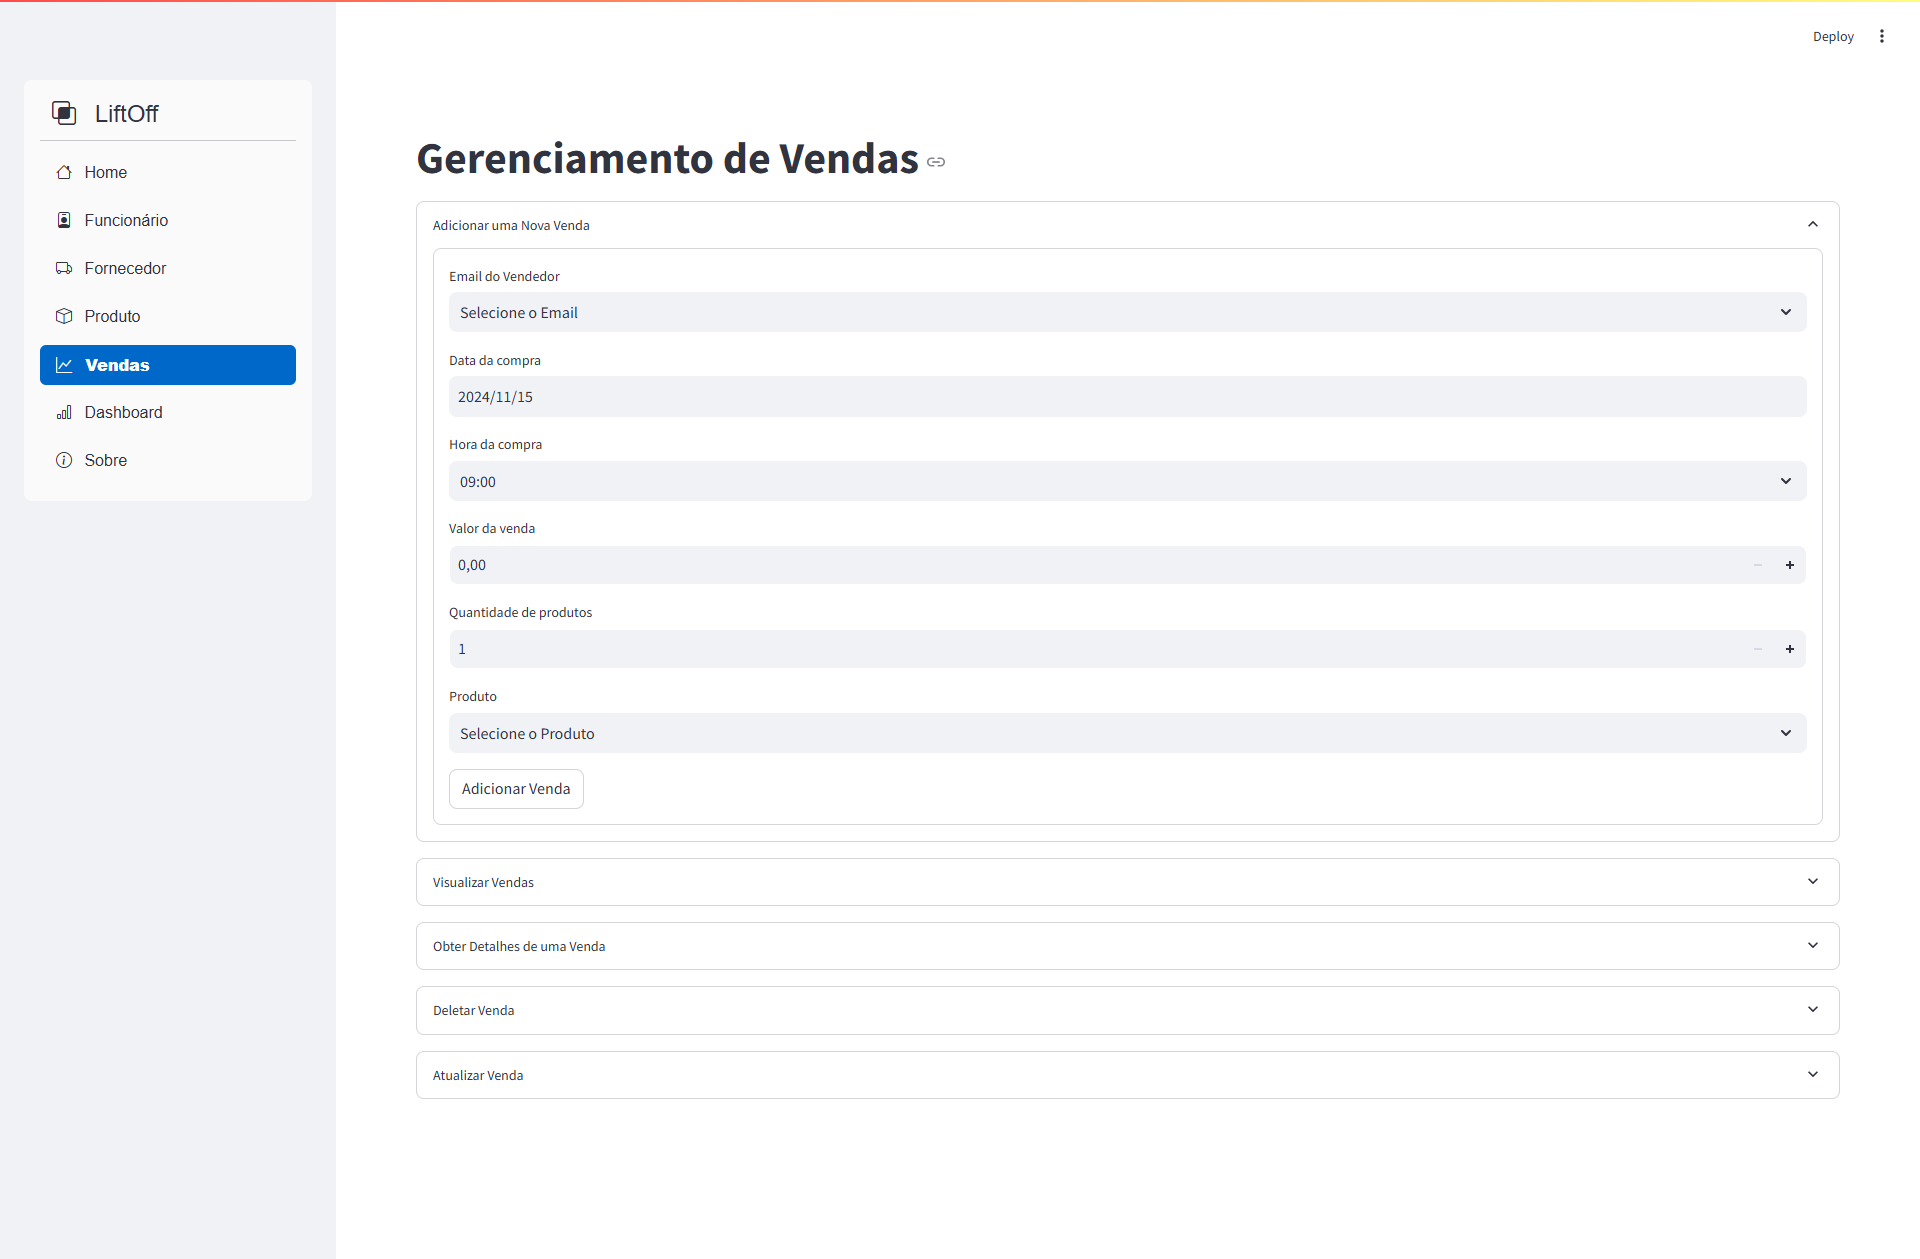 Deploy
LiftOff
Home
Funcionário
Fornecedor
Produto
Vendas
Dashboard
Sobre
Gerenciamento de Vendas
Adicionar uma Nova Venda
Email do Vendedor
Selecione o Email
Data da compra
2024/11/15
Hora da compra
09:00
Valor da venda
0,00
Quantidade de produtos
1
Produto
Selecione o Produto
Adicionar Venda
Visualizar Vendas
Obter Detalhes de uma Venda
Deletar Venda
Atualizar Venda